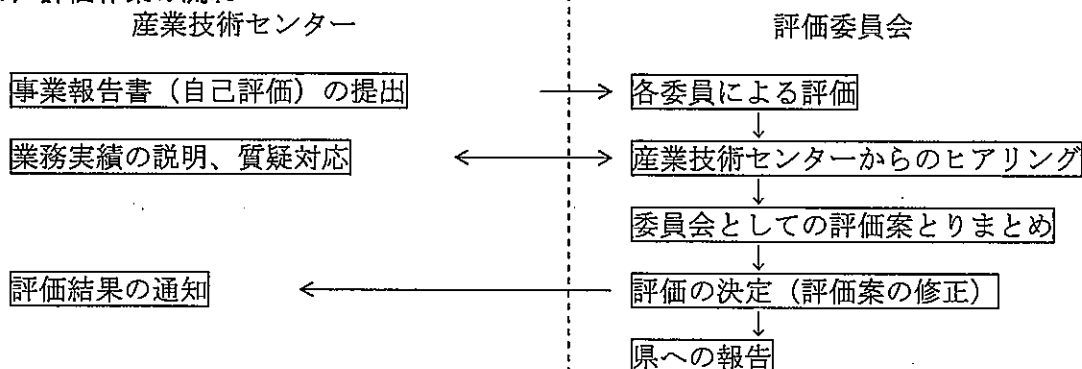 産業技術センター 評価委員会
事業報告書（自己評価）の提出 → 各委員による評価
↓
業務実績の説明、質疑対応 ←→ 産業技術センターからのヒアリング
↓
委員会としての評価案とりまとめ
↓
評価結果の通知 ← 評価の決定（評価案の修正）
↓
県への報告